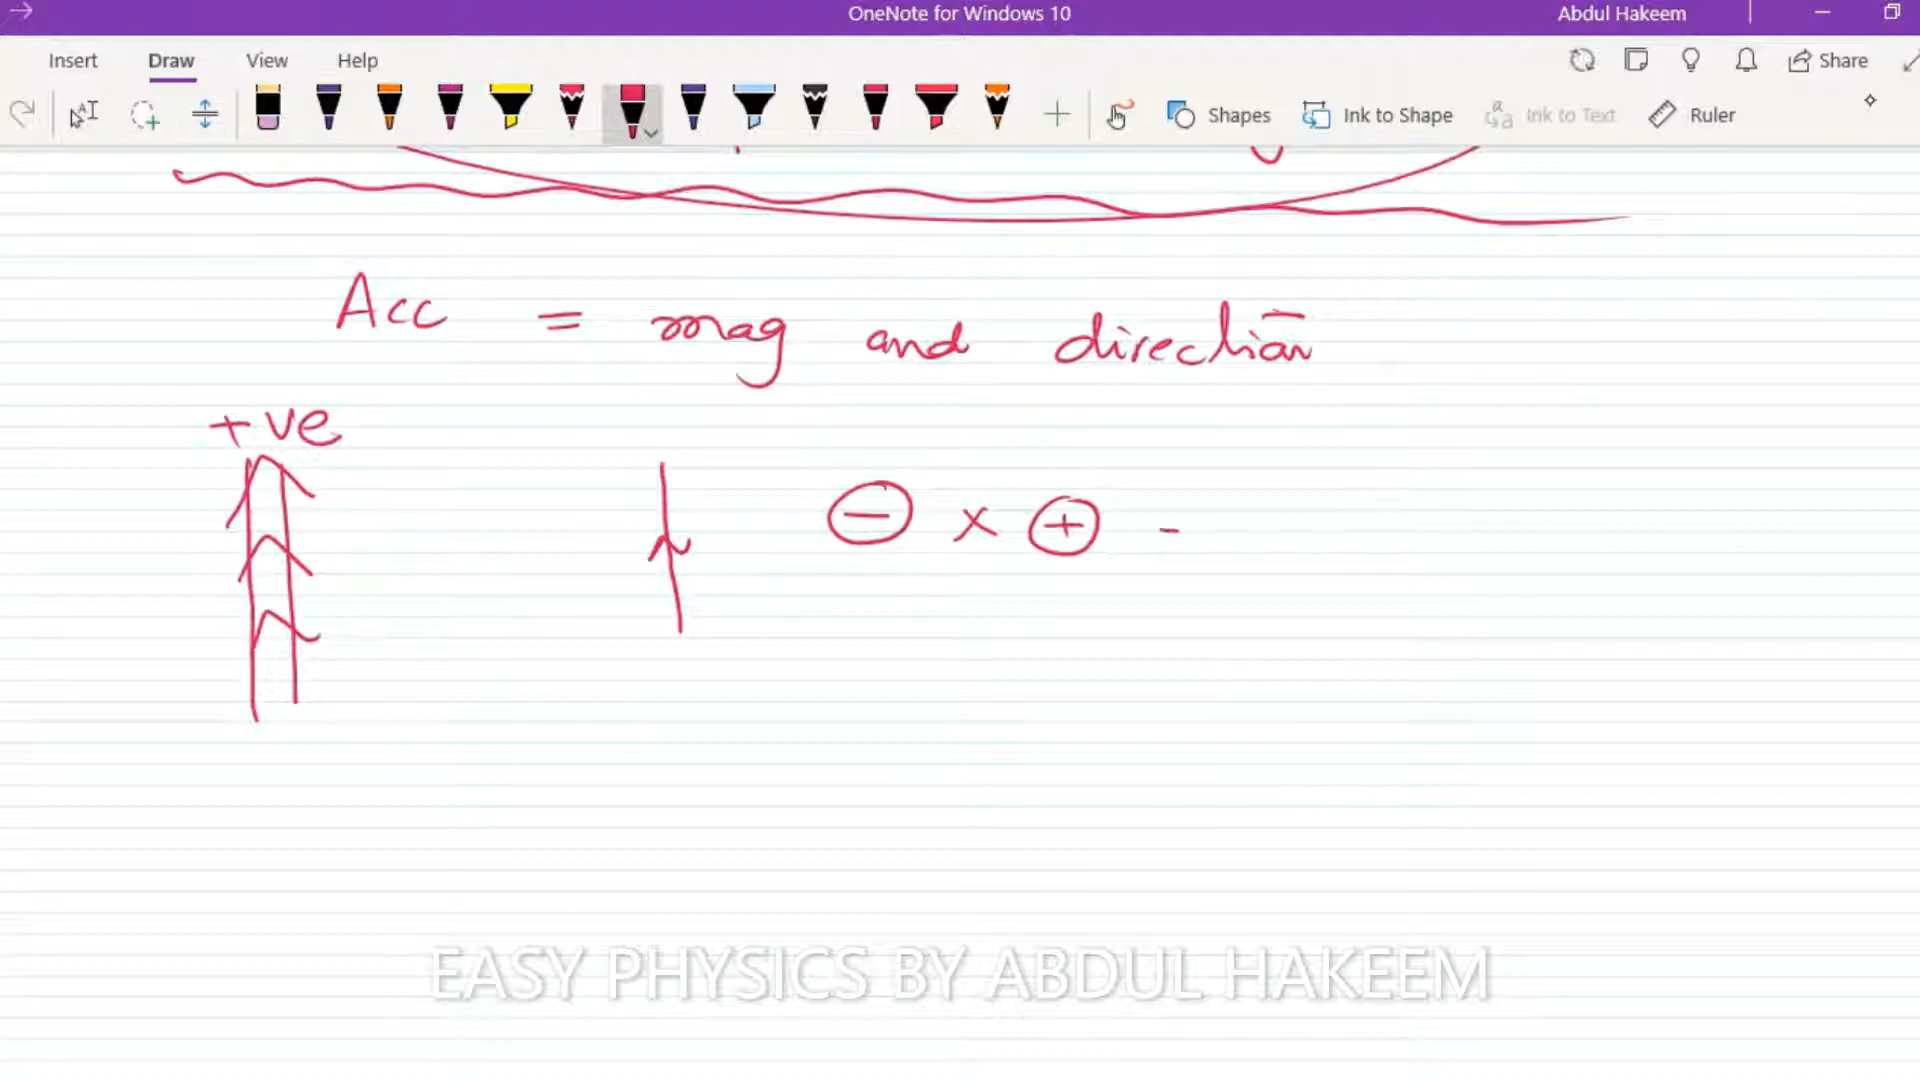 OneNote for Windows 10
Abdul Hakeem
Insert Draw View Help
Share
Shapes Ink to Shape Ink to Text Ruler
Acc = mag and direction
+ve
- x + -
EASY PHYSICS BY ABDUL HAKEEM